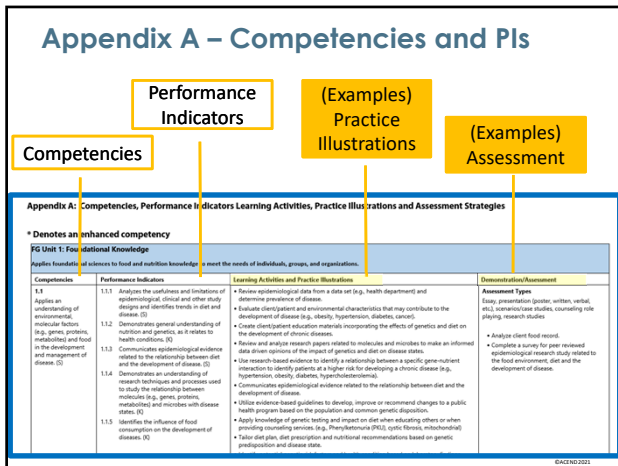 Appendix A – Competencies and PIs
Performance
Indicators
(Examples)
Practice
Illustrations
(Examples)
Assessment
Competencies
Appendix A: Competencies, Performance Indicators Learning Activities, Practice Illustrations and Assessment Strategies
* Denotes an enhanced competency
FG Unit 1: Foundational Knowledge
Applies foundational sciences to food and nutrition knowledge to meet the needs of individuals, groups, and organizations.
Competencies
1.1
Applies an
understanding of
environmental,
molecular factors
(e.g., genes, proteins,
metabolites) and food
in the development
and management of
disease. (S)
Performance Indicators
1.1.1 Analyzes the usefulness and limitations of
epidemiological, clinical and other study
designs and identifies trends in diet and
disease. (S)
1.1.2 Demonstrates general understanding of
nutrition and genetics, as it relates to
health conditions. (K)
1.1.3 Communicates epidemiological evidence
related to the relationship between diet
and the development of disease. (S)
1.1.4 Demonstrates an understanding of
research techniques and processes used
to study the relationship between
molecules (e.g., genes, proteins,
metabolites) and microbes with disease
states. (K)
1.1.5 Identifies the influence of food
consumption on the development of
diseases. (K)
Learning Activities and Practice Illustrations
• Review epidemiological data from a data set (e.g., health department) and
determine prevalence of disease.
• Evaluate client/patient and environmental characteristics that may contribute to the
development of disease (e.g., obesity, hypertension, diabetes, cancer).
• Create client/patient education materials incorporating the effects of genetics and diet on
the development of chronic diseases.
• Review and analyze research papers related to molecules and microbes to make an informed
data driven opinions of the impact of genetics and diet on disease states.
• Use research-based evidence to identify a relationship between a specific gene-nutrient
interaction to identify patients at a higher risk for developing a chronic disease (e.g.,
hypertension, obesity, diabetes, hypercholesterolemia).
• Communicates epidemiological evidence related to the relationship between diet and the
development of disease.
• Utilize evidence-based guidelines to develop, improve or recommend changes to a public
health program based on the population and common genetic disposition.
• Apply knowledge of genetic testing and impact on diet when educating others or when
providing counseling services. (e.g., Phenylketonuria (PKU); cystic fibrosis, mitochondrial)
• Tailor diet plan, diet prescription and nutritional recommendations based on genetic
predisposition and disease state.
Demonstration/Assessment
Assessment Types
Essay, presentation (poster, written, verbal,
etc.), scenarios/case studies, counseling role
playing, research studies
• Analyze client food record.
• Complete a survey for peer reviewed
epidemiological research study related to
the food environment, diet and the
development of disease.
©ACEND 2021